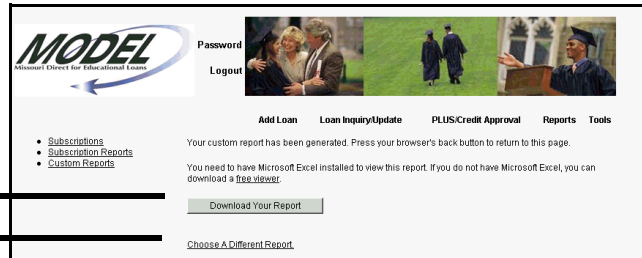 MODEL
Missouri Direct for Educational Loans
Password
Logout
Add Loan Loan Inquiry/Update PLUS/Credit Approval Reports Tools
• Subscriptions
• Subscription Reports
• Custom Reports
Your custom report has been generated. Press your browser's back button to return to this page.
You need to have Microsoft Excel installed to view this report. If you do not have Microsoft Excel, you can
download a free viewer.
Download Your Report
Choose A Different Report.